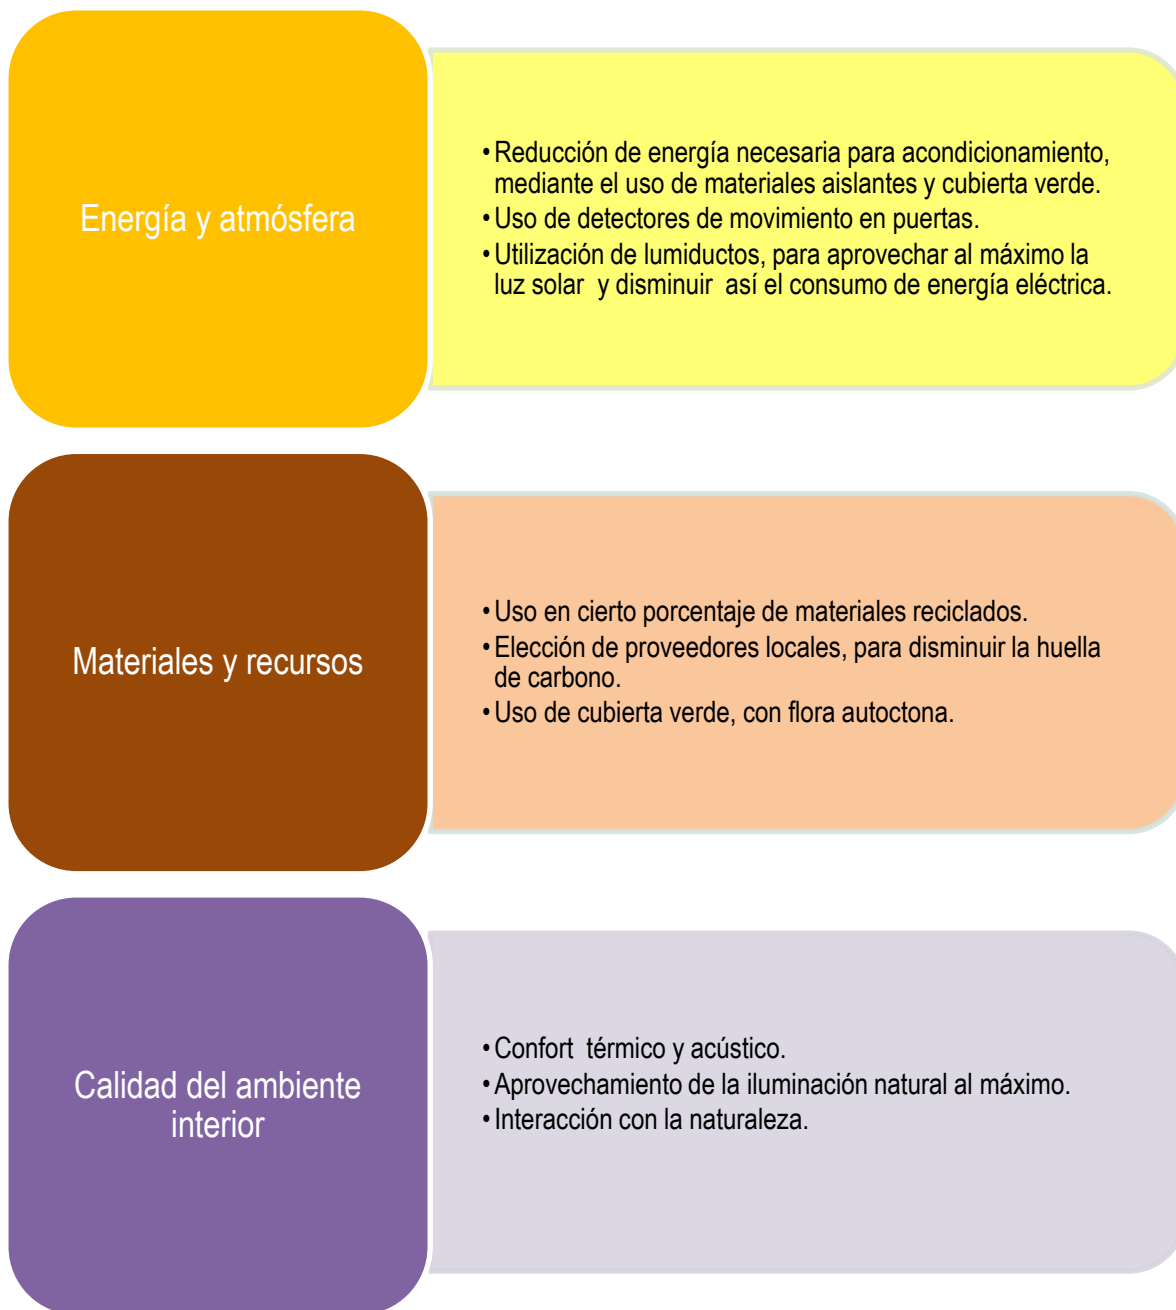 Energía y atmósfera
• Reducción de energía necesaria para acondicionamiento,
mediante el uso de materiales aislantes y cubierta verde.
• Uso de detectores de movimiento en puertas.
• Utilización de lumiductos, para aprovechar al máximo la
luz solar y disminuir así el consumo de energía eléctrica.
Materiales y recursos
• Uso en cierto porcentaje de materiales reciclados.
• Elección de proveedores locales, para disminuir la huella
de carbono.
• Uso de cubierta verde, con flora autoctona.
Calidad del ambiente
interior
• Confort térmico y acústico.
• Aprovechamiento de la iluminación natural al máximo.
• Interacción con la naturaleza.